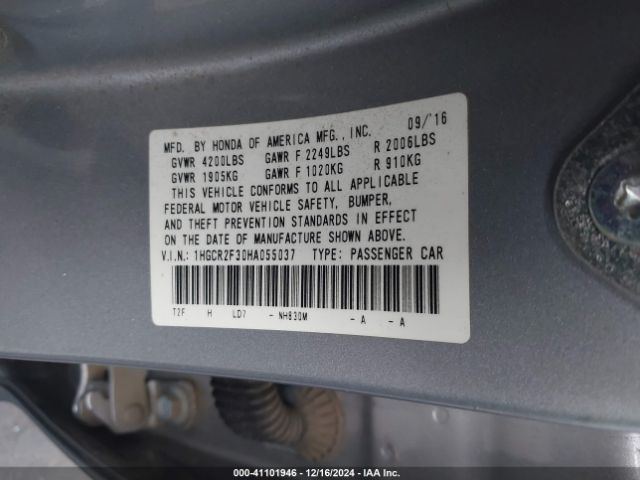 MFD. BY HONDA OF AMERICA MFG., INC. 09/'16
GVWR 4200LBS GAWR F 2249LBS R 2006LBS
GVWR 1905KG GAWR F 1020KG R 910KG
THIS VEHICLE CONFORMS TO ALL APPLICABLE
FEDERAL MOTOR VEHICLE SAFETY, BUMPER,
AND THEFT PREVENTION STANDARDS IN EFFECT
ON THE DATE OF MANUFACTURE SHOWN ABOVE.
V.I.N.: 1HGCR2F30HA055037 TYPE: PASSENGER CAR
T2F H LD7 - NH830M - A - A
000-41101946 - 12/16/2024 - IAA Inc.